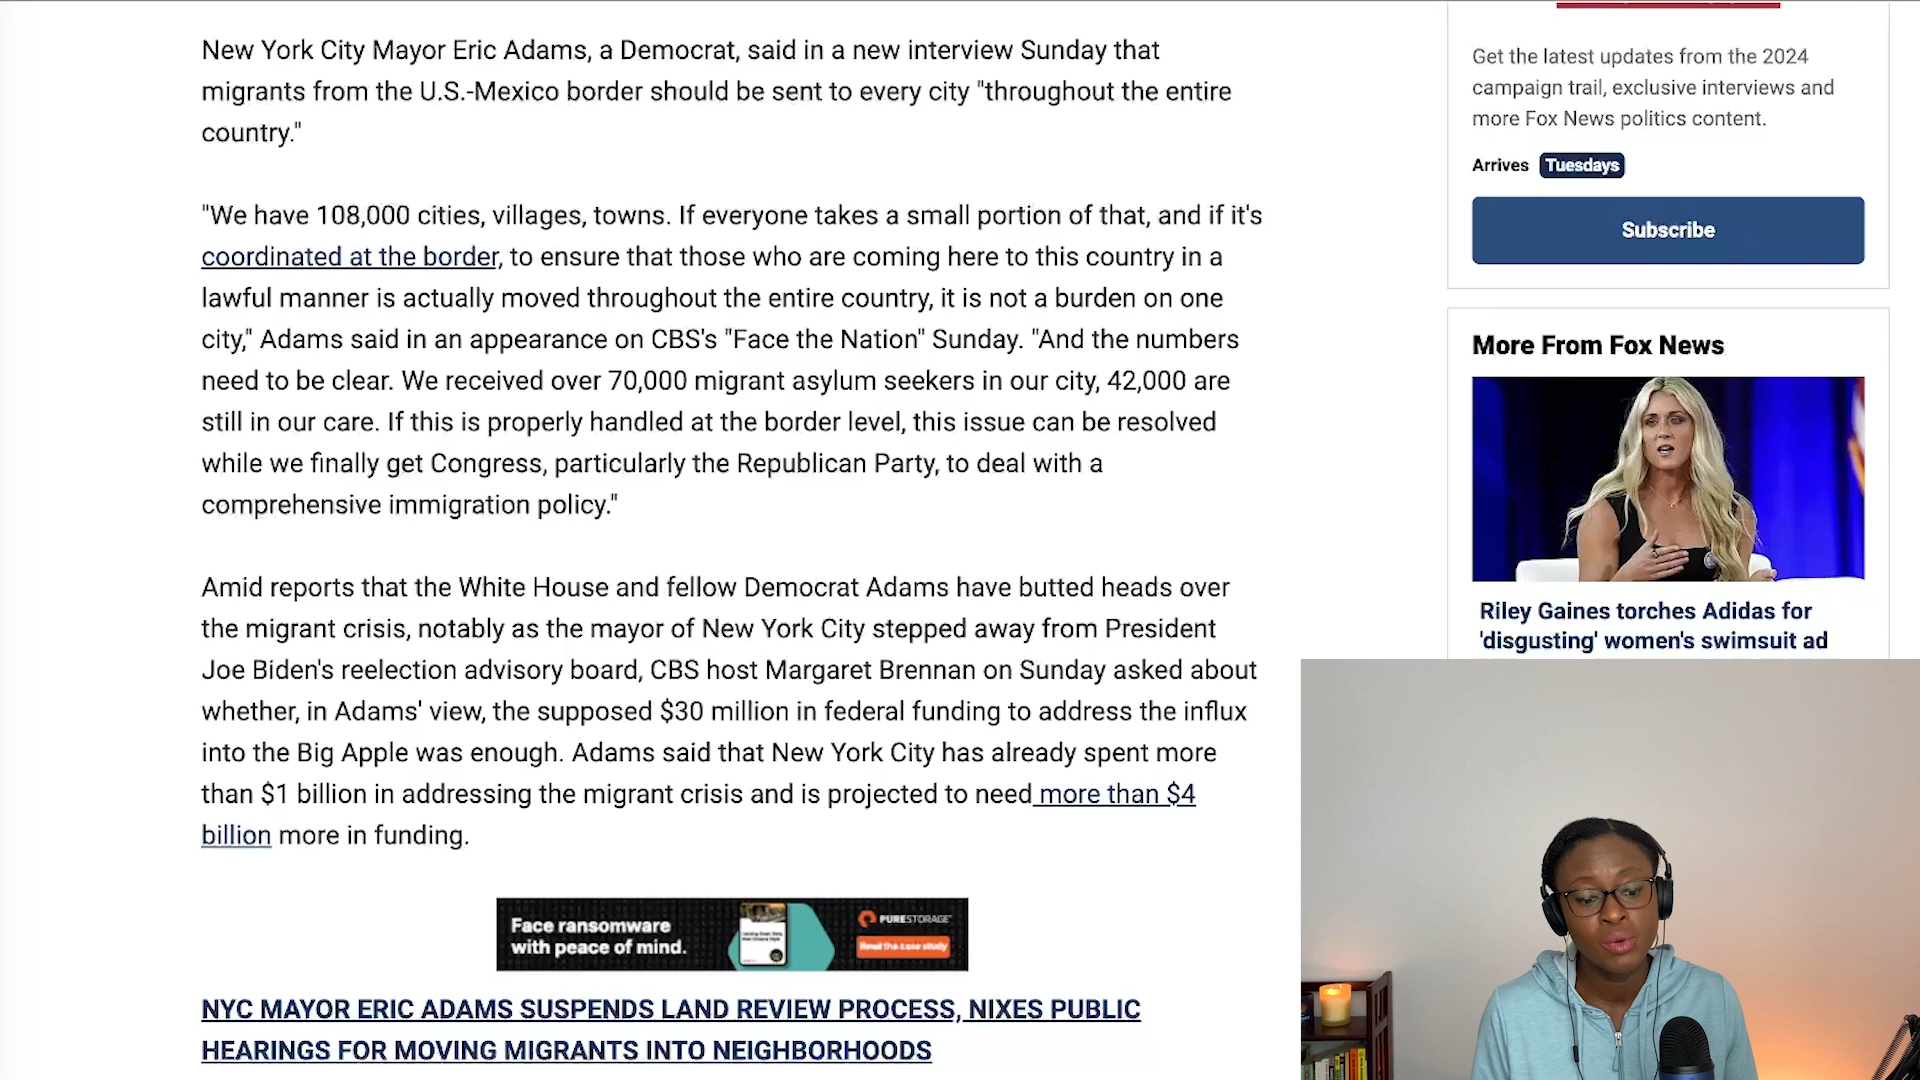 New York City Mayor Eric Adams, a Democrat, said in a new interview Sunday that
migrants from the U.S.-Mexico border should be sent to every city "throughout the entire
country."
"We have 108,000 cities, villages, towns. If everyone takes a small portion of that, and if it's
coordinated at the border, to ensure that those who are coming here to this country in a
lawful manner is actually moved throughout the entire country, it is not a burden on one
city," Adams said in an appearance on CBS's "Face the Nation" Sunday. "And the numbers
need to be clear. We received over 70,000 migrant asylum seekers in our city, 42,000 are
still in our care. If this is properly handled at the border level, this issue can be resolved
while we finally get Congress, particularly the Republican Party, to deal with a
comprehensive immigration policy."
Amid reports that the White House and fellow Democrat Adams have butted heads over
the migrant crisis, notably as the mayor of New York City stepped away from President
Joe Biden's reelection advisory board, CBS host Margaret Brennan on Sunday asked about
whether, in Adams' view, the supposed $30 million in federal funding to address the influx
into the Big Apple was enough. Adams said that New York City has already spent more
than $1 billion in addressing the migrant crisis and is projected to need more than $4
billion more in funding.
Face ransomware
with peace of mind.
PURESTORAGE
Read the case study
NYC MAYOR ERIC ADAMS SUSPENDS LAND REVIEW PROCESS, NIXES PUBLIC
HEARINGS FOR MOVING MIGRANTS INTO NEIGHBORHOODS
Get the latest updates from the 2024
campaign trail, exclusive interviews and
more Fox News politics content.
Arrives Tuesdays
Subscribe
More From Fox News
Riley Gaines torches Adidas for
'disgusting' women's swimsuit ad